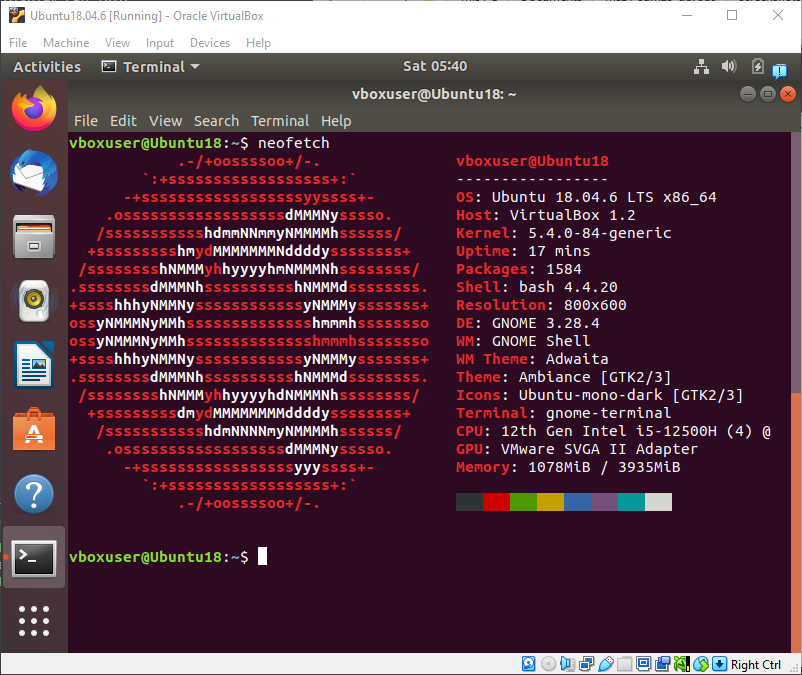 Ubuntu18.04.6 [Running] - Oracle VirtualBox
File Machine View Input Devices Help
Activities Terminal Sat 05:40
vboxuser@Ubuntu18: ~
File Edit View Search Terminal Help
vboxuser@Ubuntu18:~$ neofetch
.-/+oossssoo+/-. vboxuser@Ubuntu18
`:+ssssssssssssssssss+:` -----------------
-+ssssssssssssssssssyyssss+- OS: Ubuntu 18.04.6 LTS x86_64
.ossssssssssssssssssdMMMNysssso. Host: VirtualBox 1.2
/ssssssssssshdmmNNmmyNMMMMhssssss/ Kernel: 5.4.0-84-generic
+ssssssssshmydMMMMMMMNddddyssssssss+ Uptime: 17 mins
/sssssssshNMMMyhhyyyyhmNMMMNhssssssss/ Packages: 1584
.ssssssssdMMMNhsssssssssshNMMMdssssssss. Shell: bash 4.4.20
+sssshhhyNMMNyssssssssssssyNMMMysssssss+ Resolution: 800x600
ossyNMMMNyMMhsssssssssssssshmmmhssssssso DE: GNOME 3.28.4
ossyNMMMNyMMhsssssssssssssshmmmhssssssso WM: GNOME Shell
+sssshhhyNMMNyssssssssssssyNMMMysssssss+ WM Theme: Adwaita
.ssssssssdMMMNhsssssssssshNMMMdssssssss. Theme: Ambiance [GTK2/3]
/sssssssshNMMMyhhyyyyhdNMMMNhssssssss/ Icons: Ubuntu-mono-dark [GTK2/3]
+sssssssssdmydMMMMMMMMddddyssssssss+ Terminal: gnome-terminal
/ssssssssssshdmNNNNmyNMMMMhssssss/ CPU: 12th Gen Intel i5-12500H (4) @
.ossssssssssssssssssdMMMNysssso. GPU: VMware SVGA II Adapter
-+sssssssssssssssssyyyssss+- Memory: 1078MiB / 3935MiB
`:+ssssssssssssssssss+:`
.-/+oossssoo+/-.
vboxuser@Ubuntu18:~$
Right Ctrl